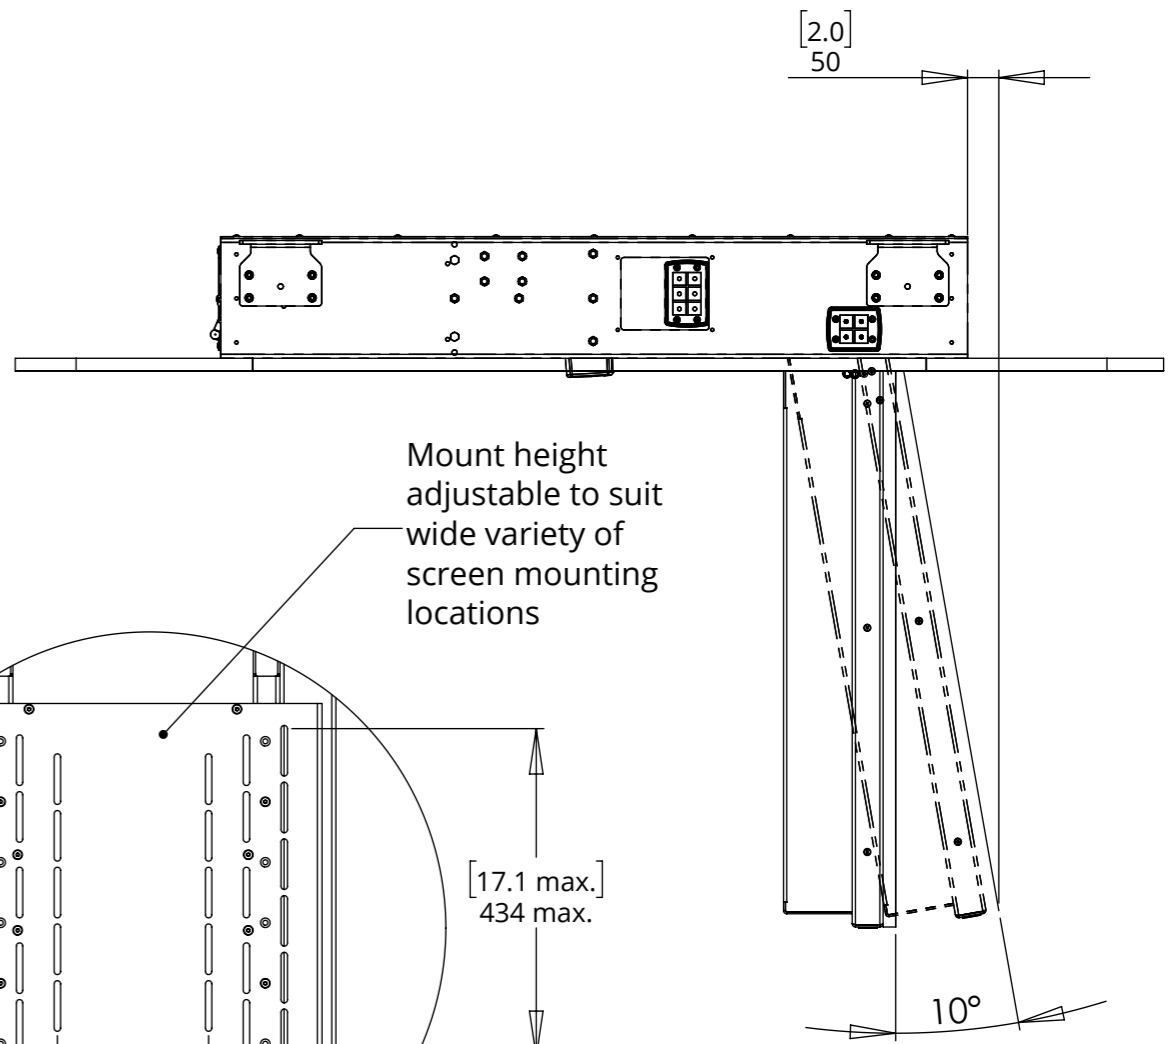 [2.0]
50
Mount height
adjustable to suit
wide variety of
screen mounting
locations
[17.1 max.]
434 max.
10°